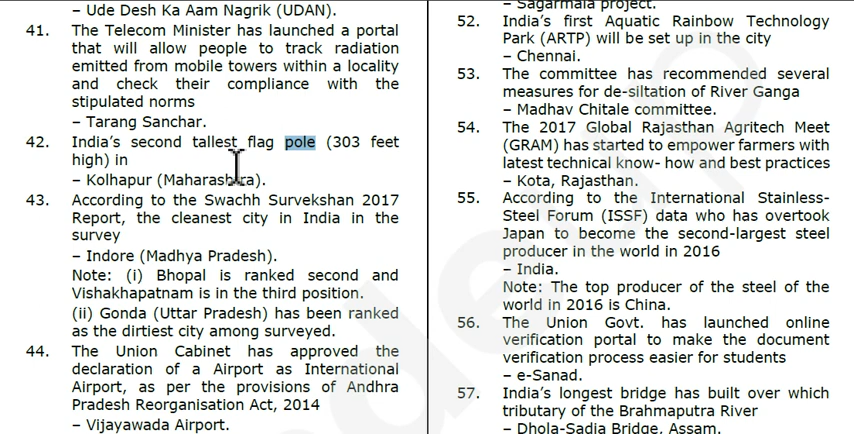 – Ude Desh Ka Aam Nagrik (UDAN).
41. The Telecom Minister has launched a portal
that will allow people to track radiation
emitted from mobile towers within a locality
and check their compliance with the
stipulated norms
– Tarang Sanchar.
42. India's second tallest flag pole (303 feet
high) in
– Kolhapur (Maharashtra).
43. According to the Swachh Survekshan 2017
Report, the cleanest city in India in the
survey
– Indore (Madhya Pradesh).
Note: (i) Bhopal is ranked second and
Vishakhapatnam is in the third position.
(ii) Gonda (Uttar Pradesh) has been ranked
as the dirtiest city among surveyed.
44. The Union Cabinet has approved the
declaration of a Airport as International
Airport, as per the provisions of Andhra
Pradesh Reorganisation Act, 2014
– Vijayawada Airport.
– Sagarmala project.
52. India's first Aquatic Rainbow Technology
Park (ARTP) will be set up in the city
– Chennai.
53. The committee has recommended several
measures for de-siltation of River Ganga
– Madhav Chitale committee.
54. The 2017 Global Rajasthan Agritech Meet
(GRAM) has started to empower farmers with
latest technical know- how and best practices
– Kota, Rajasthan.
55. According to the International Stainless-
Steel Forum (ISSF) data who has overtook
Japan to become the second-largest steel
producer in the world in 2016
– India.
Note: The top producer of the steel of the
world in 2016 is China.
56. The Union Govt. has launched online
verification portal to make the document
verification process easier for students
– e-Sanad.
57. India's longest bridge has built over which
tributary of the Brahmaputra River
– Dhola-Sadia Bridge, Assam.